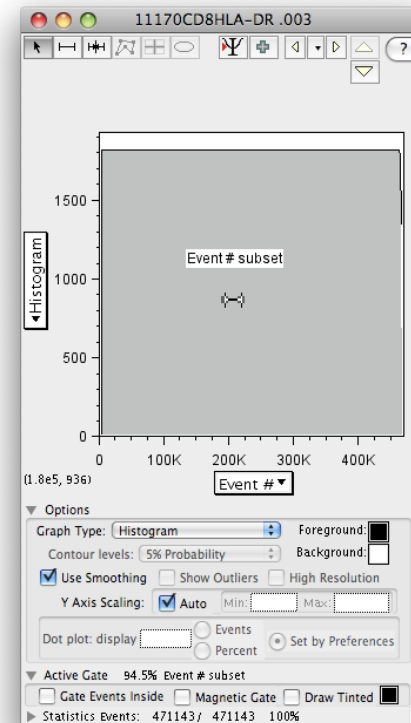 11170CD8HLA-DR .003
?
1500
Event # subset
Histogram
1000
500
0
0 100K 200K 300K 400K
(1.8e5, 936)
Event #
Options
Graph Type: Histogram Foreground:
Contour levels: 5% Probability Background:
Use Smoothing Show Outliers High Resolution
Y Axis Scaling: Auto Min: Max:
Dot plot: display Events Percent Set by Preferences
Active Gate 94.5% Event # subset
Gate Events Inside Magnetic Gate Draw Tinted
Statistics Events: 471143/ 471143 100%